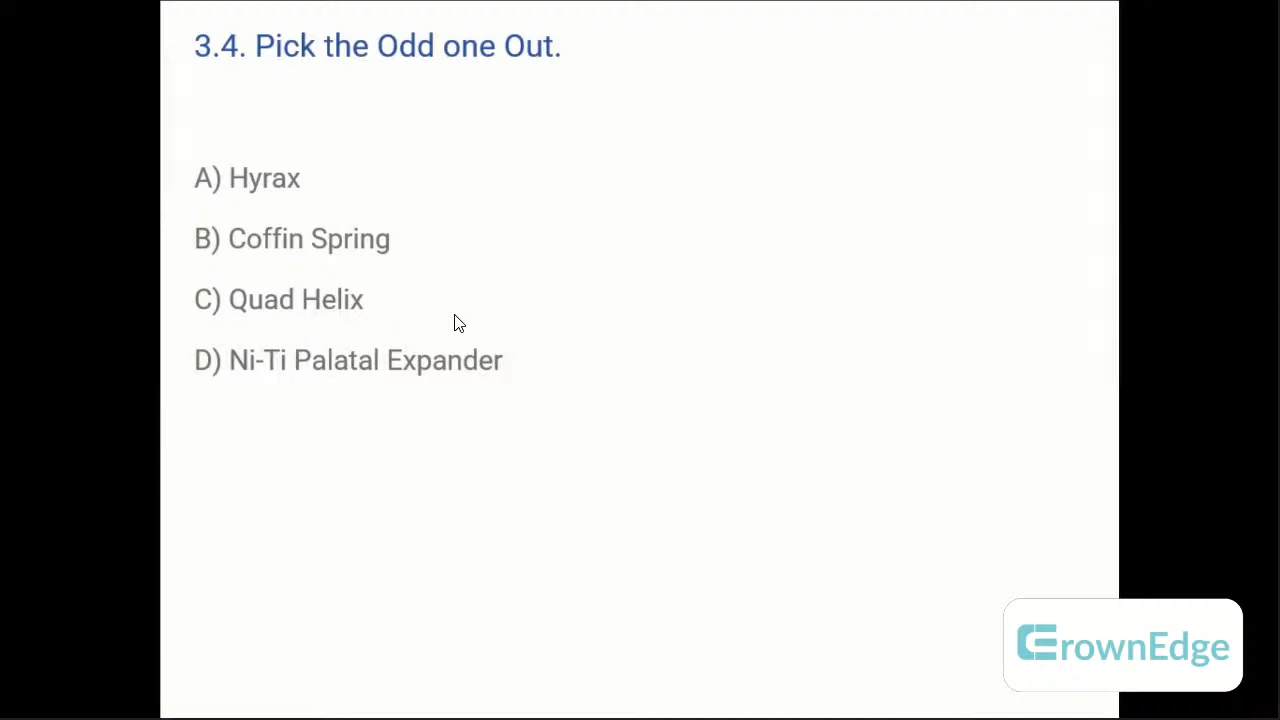 3.4. Pick the Odd one Out.
A) Hyrax
B) Coffin Spring
C) Quad Helix
D) Ni-Ti Palatal Expander
CrownEdge